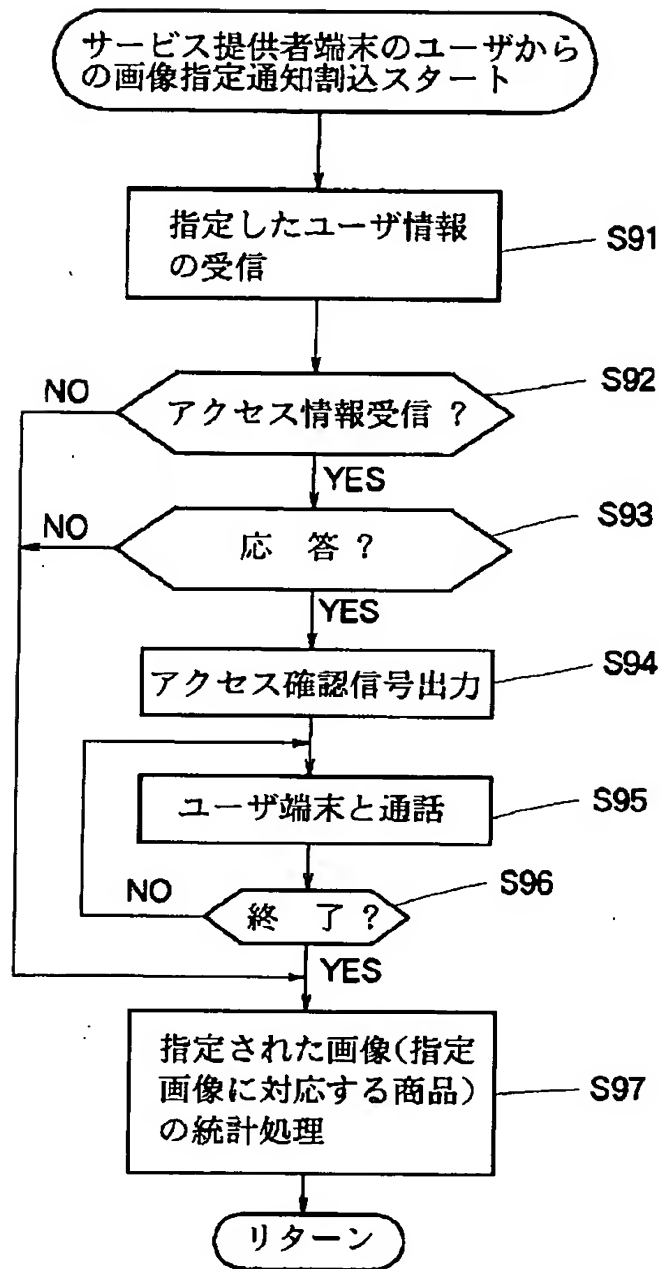 サービス提供者端末のユーザから
の画像指定通知割込スタート
指定したユーザ情報
の受信
S91
S92
NO
アクセス情報受信？
YES
S93
NO
応　答？
YES
S94
アクセス確認信号出力
ユーザ端末と通話
S95
NO
S96
終　了？
YES
指定された画像(指定
画像に対応する商品)
の統計処理
S97
リターン